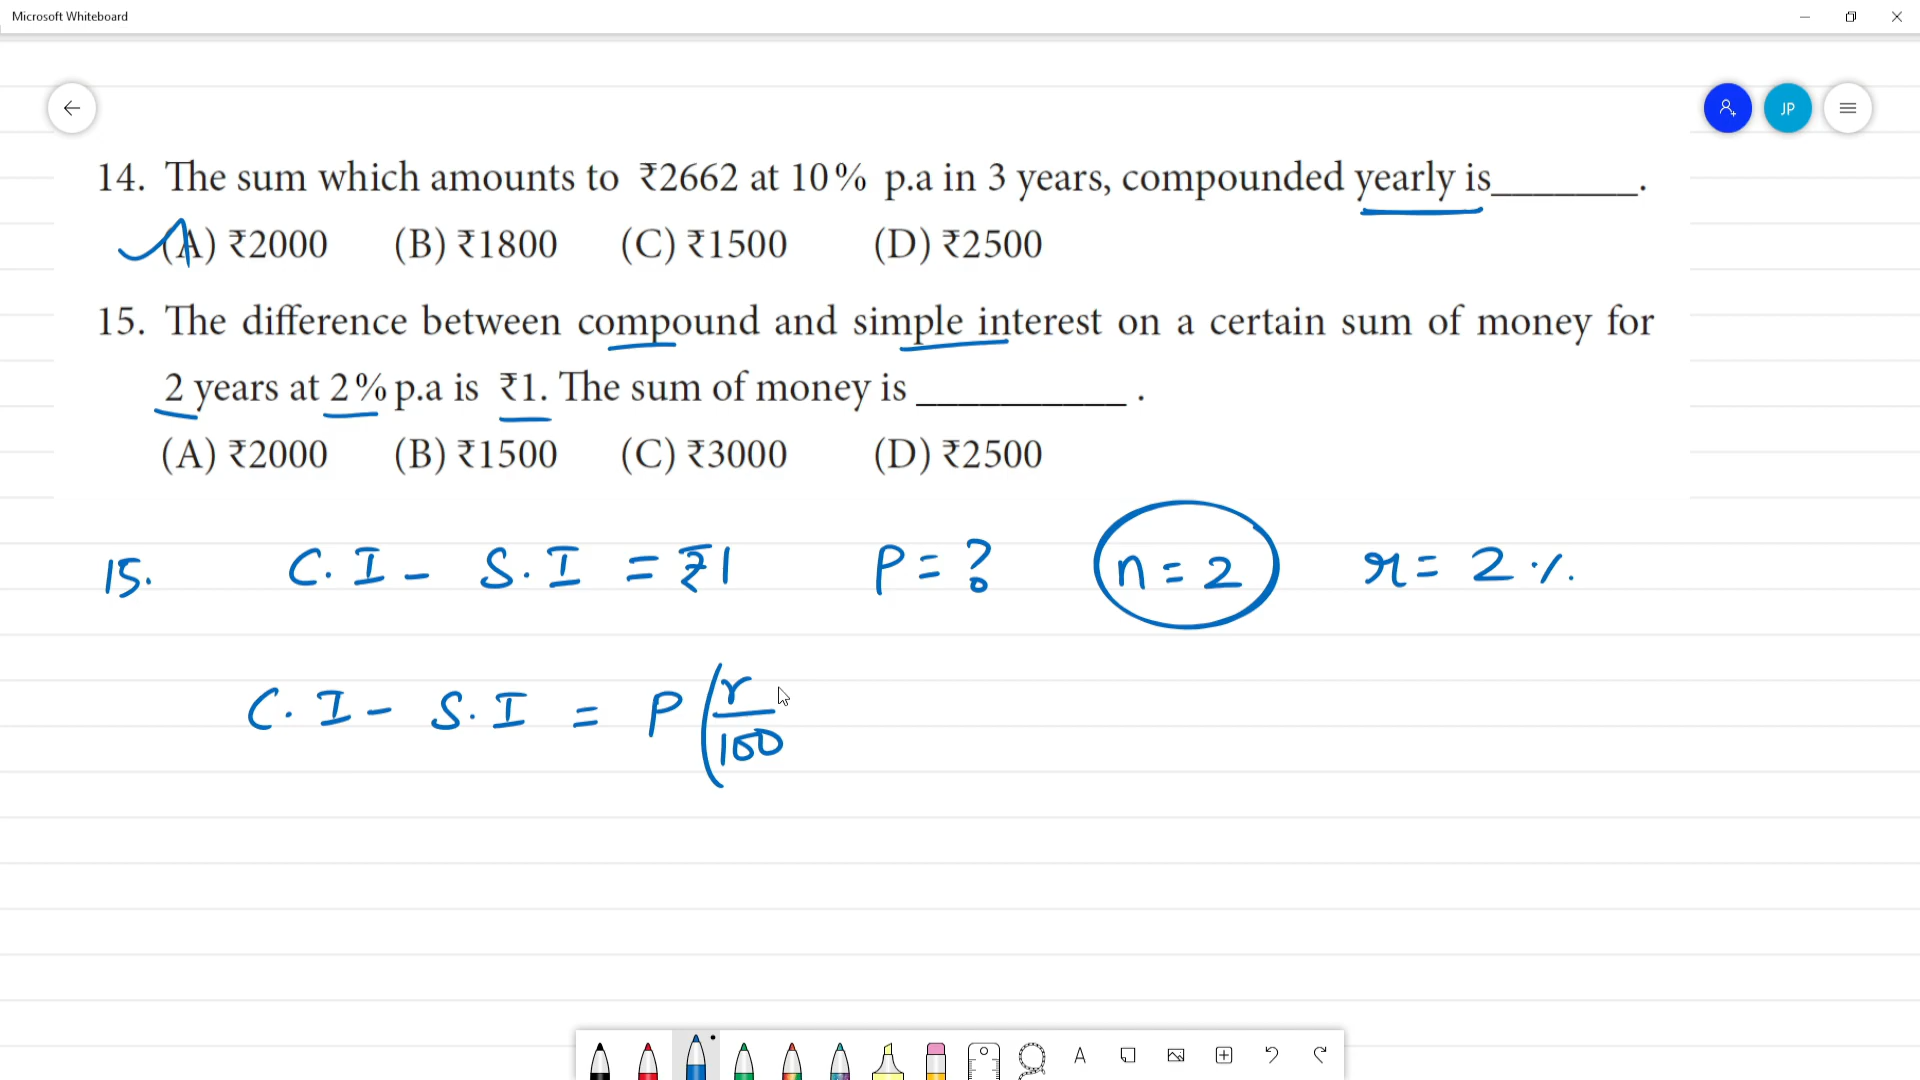 Microsoft Whiteboard
JP
14. The sum which amounts to ₹2662 at 10% p.a in 3 years, compounded yearly is_______.
(A) ₹2000 (B) ₹1800 (C) ₹1500 (D) ₹2500
15. The difference between compound and simple interest on a certain sum of money for
2 years at 2% p.a is ₹1. The sum of money is __________ .
(A) ₹2000 (B) ₹1500 (C) ₹3000 (D) ₹2500
15. C.I - S.I = ₹1 P = ? n = 2 r = 2 %
C.I - S.I = P (r/100
A